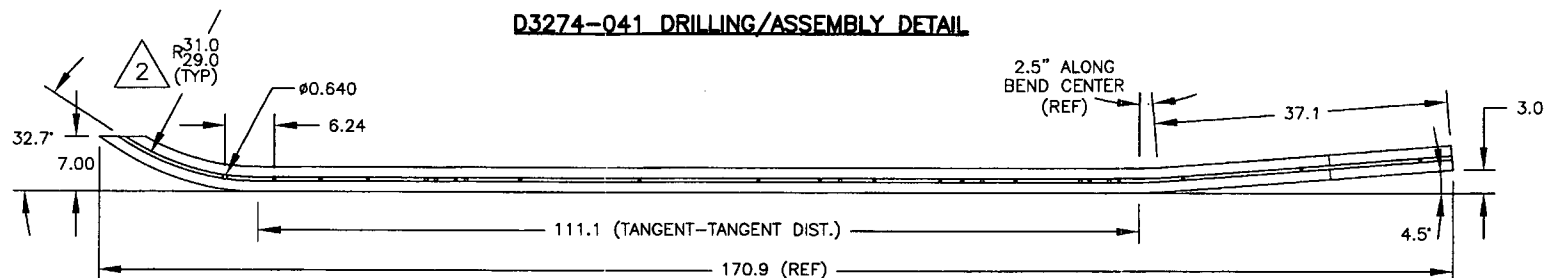 D3274-041 DRILLING/ASSEMBLY DETAIL
2
R31.0
29.0
(TYP)
ø0.640
6.24
2.5" ALONG
BEND CENTER
(REF)
37.1
3.0
32.7°
7.00
111.1 (TANGENT-TANGENT DIST.)
4.5°
170.9 (REF)